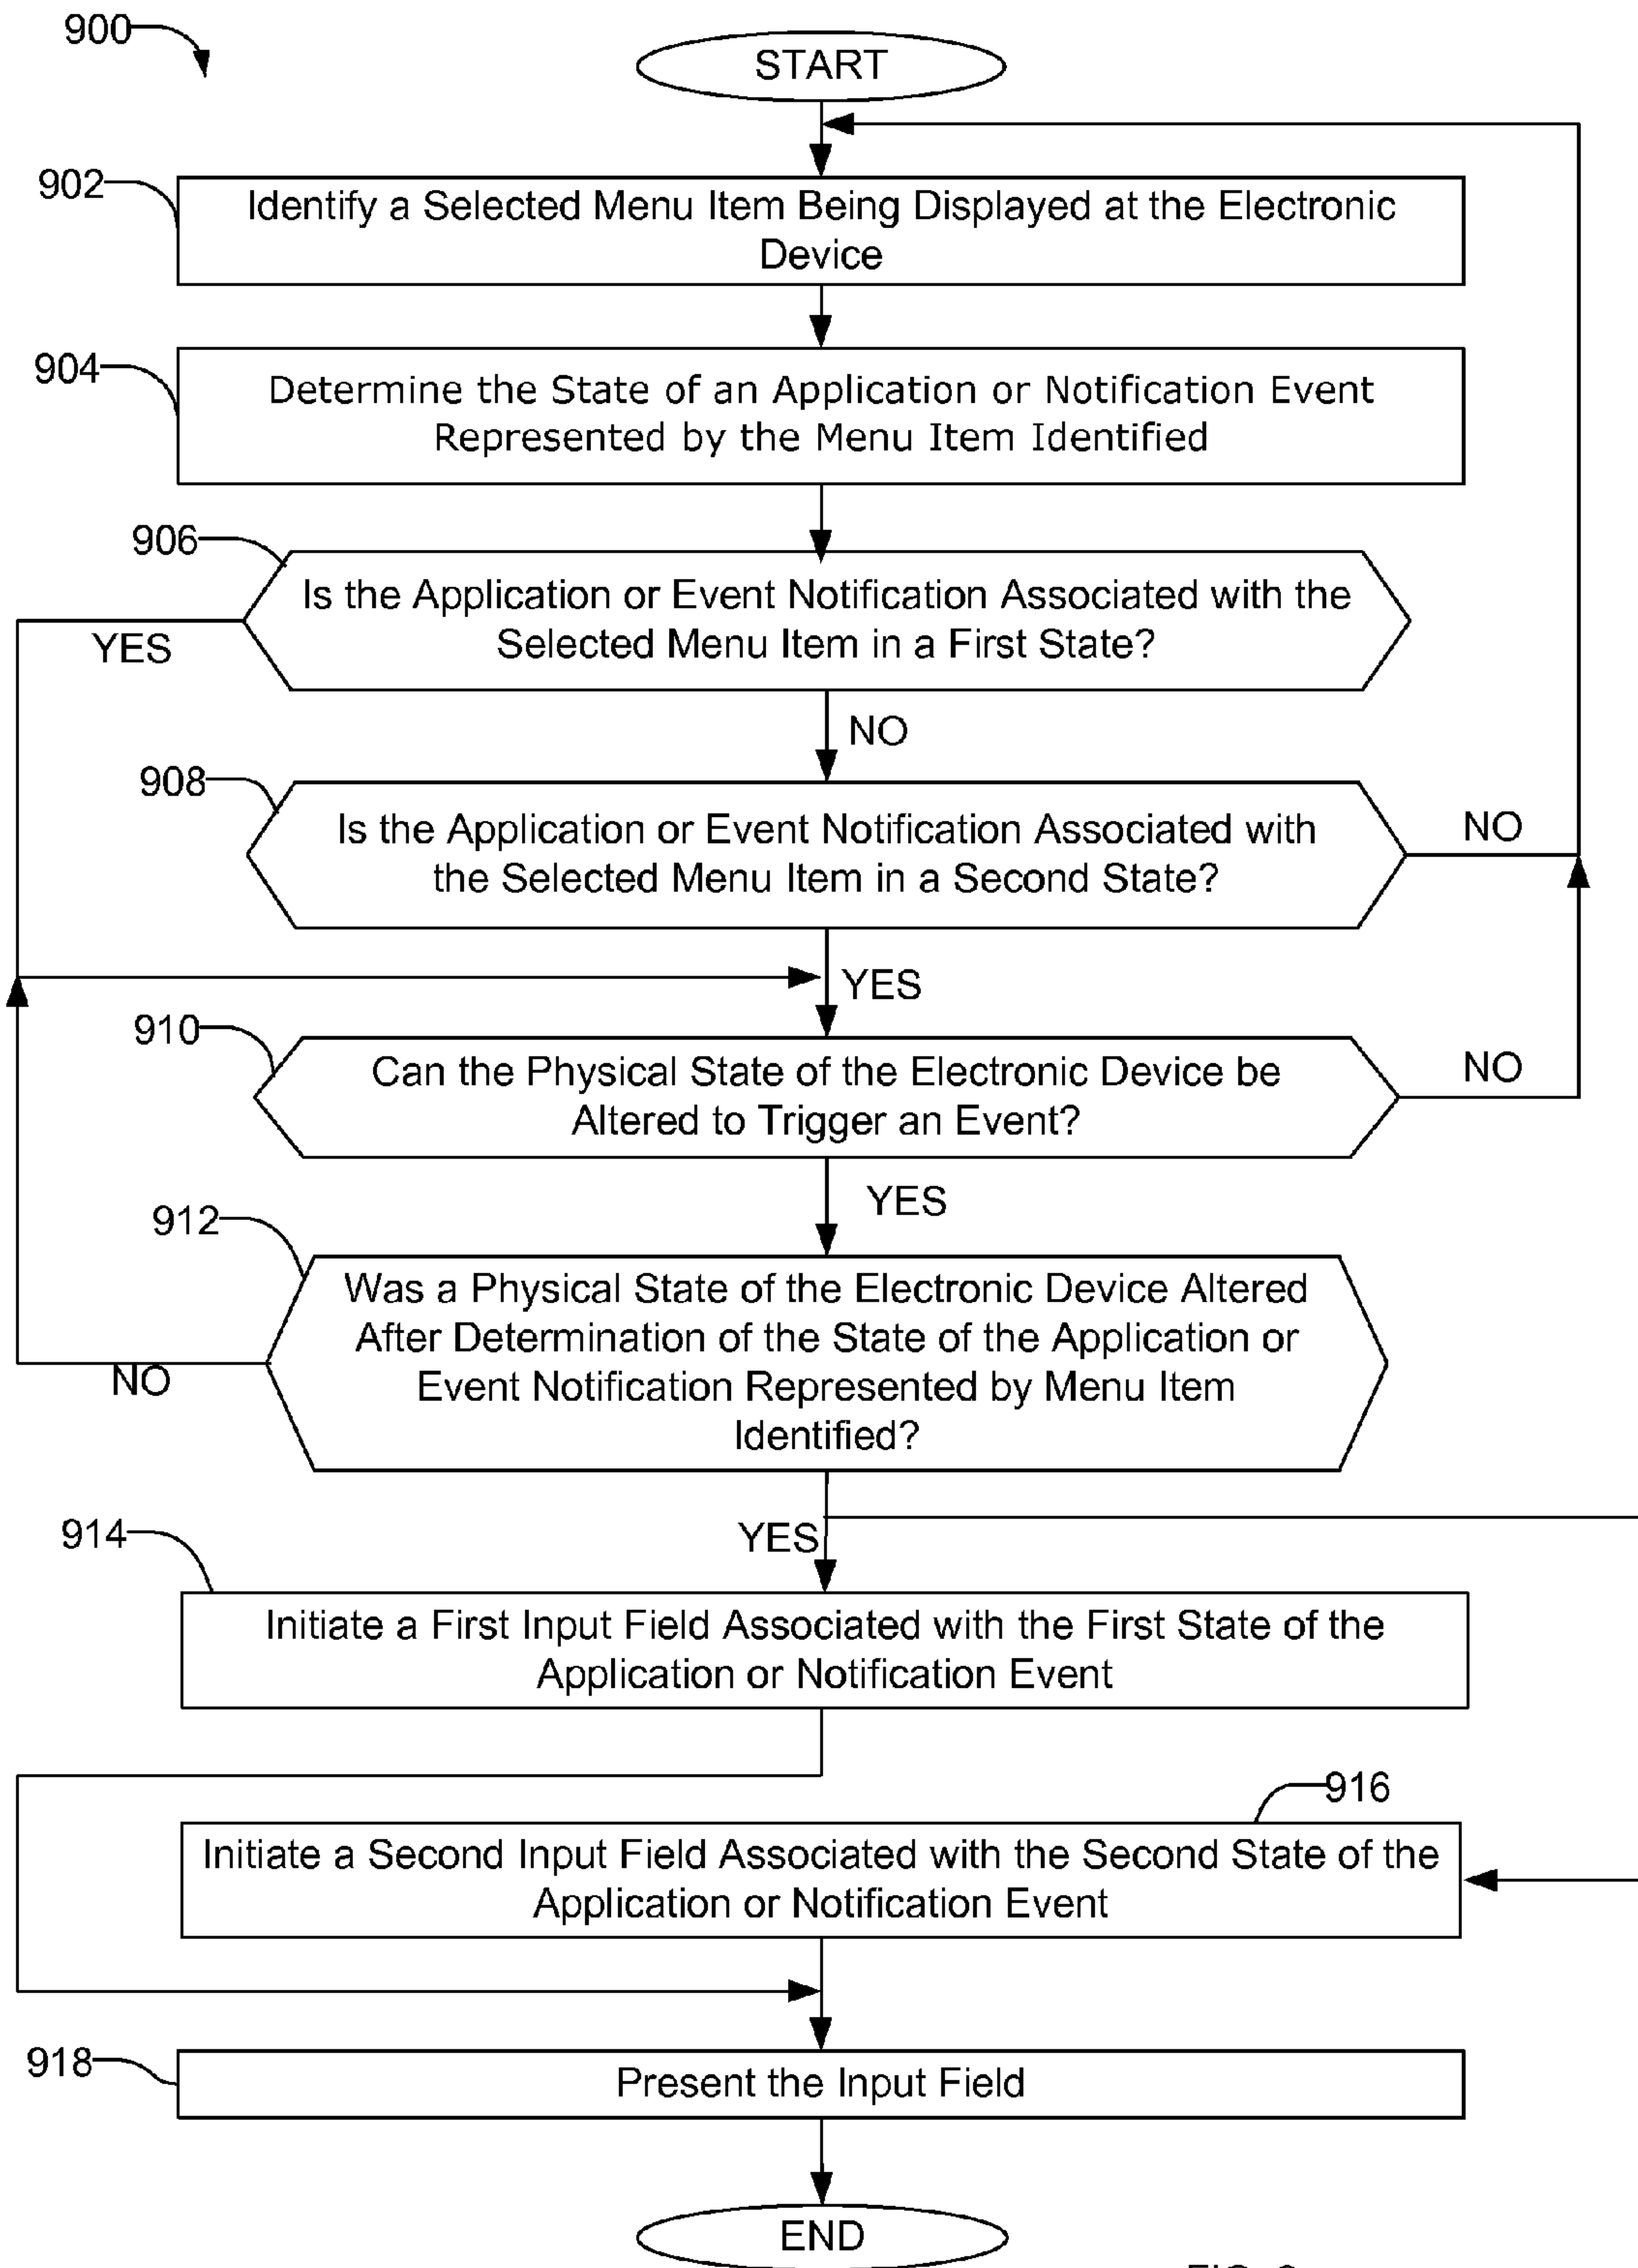 900
START
902
Identify a Selected Menu Item Being Displayed at the Electronic
Device
904
Determine the State of an Application or Notification Event
Represented by the Menu Item Identified
906
Is the Application or Event Notification Associated with the
Selected Menu Item in a First State?
YES
NO
908
Is the Application or Event Notification Associated with
the Selected Menu Item in a Second State?
NO
YES
910
Can the Physical State of the Electronic Device be
Altered to Trigger an Event?
NO
YES
912
Was a Physical State of the Electronic Device Altered
After Determination of the State of the Application or
Event Notification Represented by Menu Item
Identified?
NO
YES
914
Initiate a First Input Field Associated with the First State of the
Application or Notification Event
916
Initiate a Second Input Field Associated with the Second State of the
Application or Notification Event
918
Present the Input Field
END